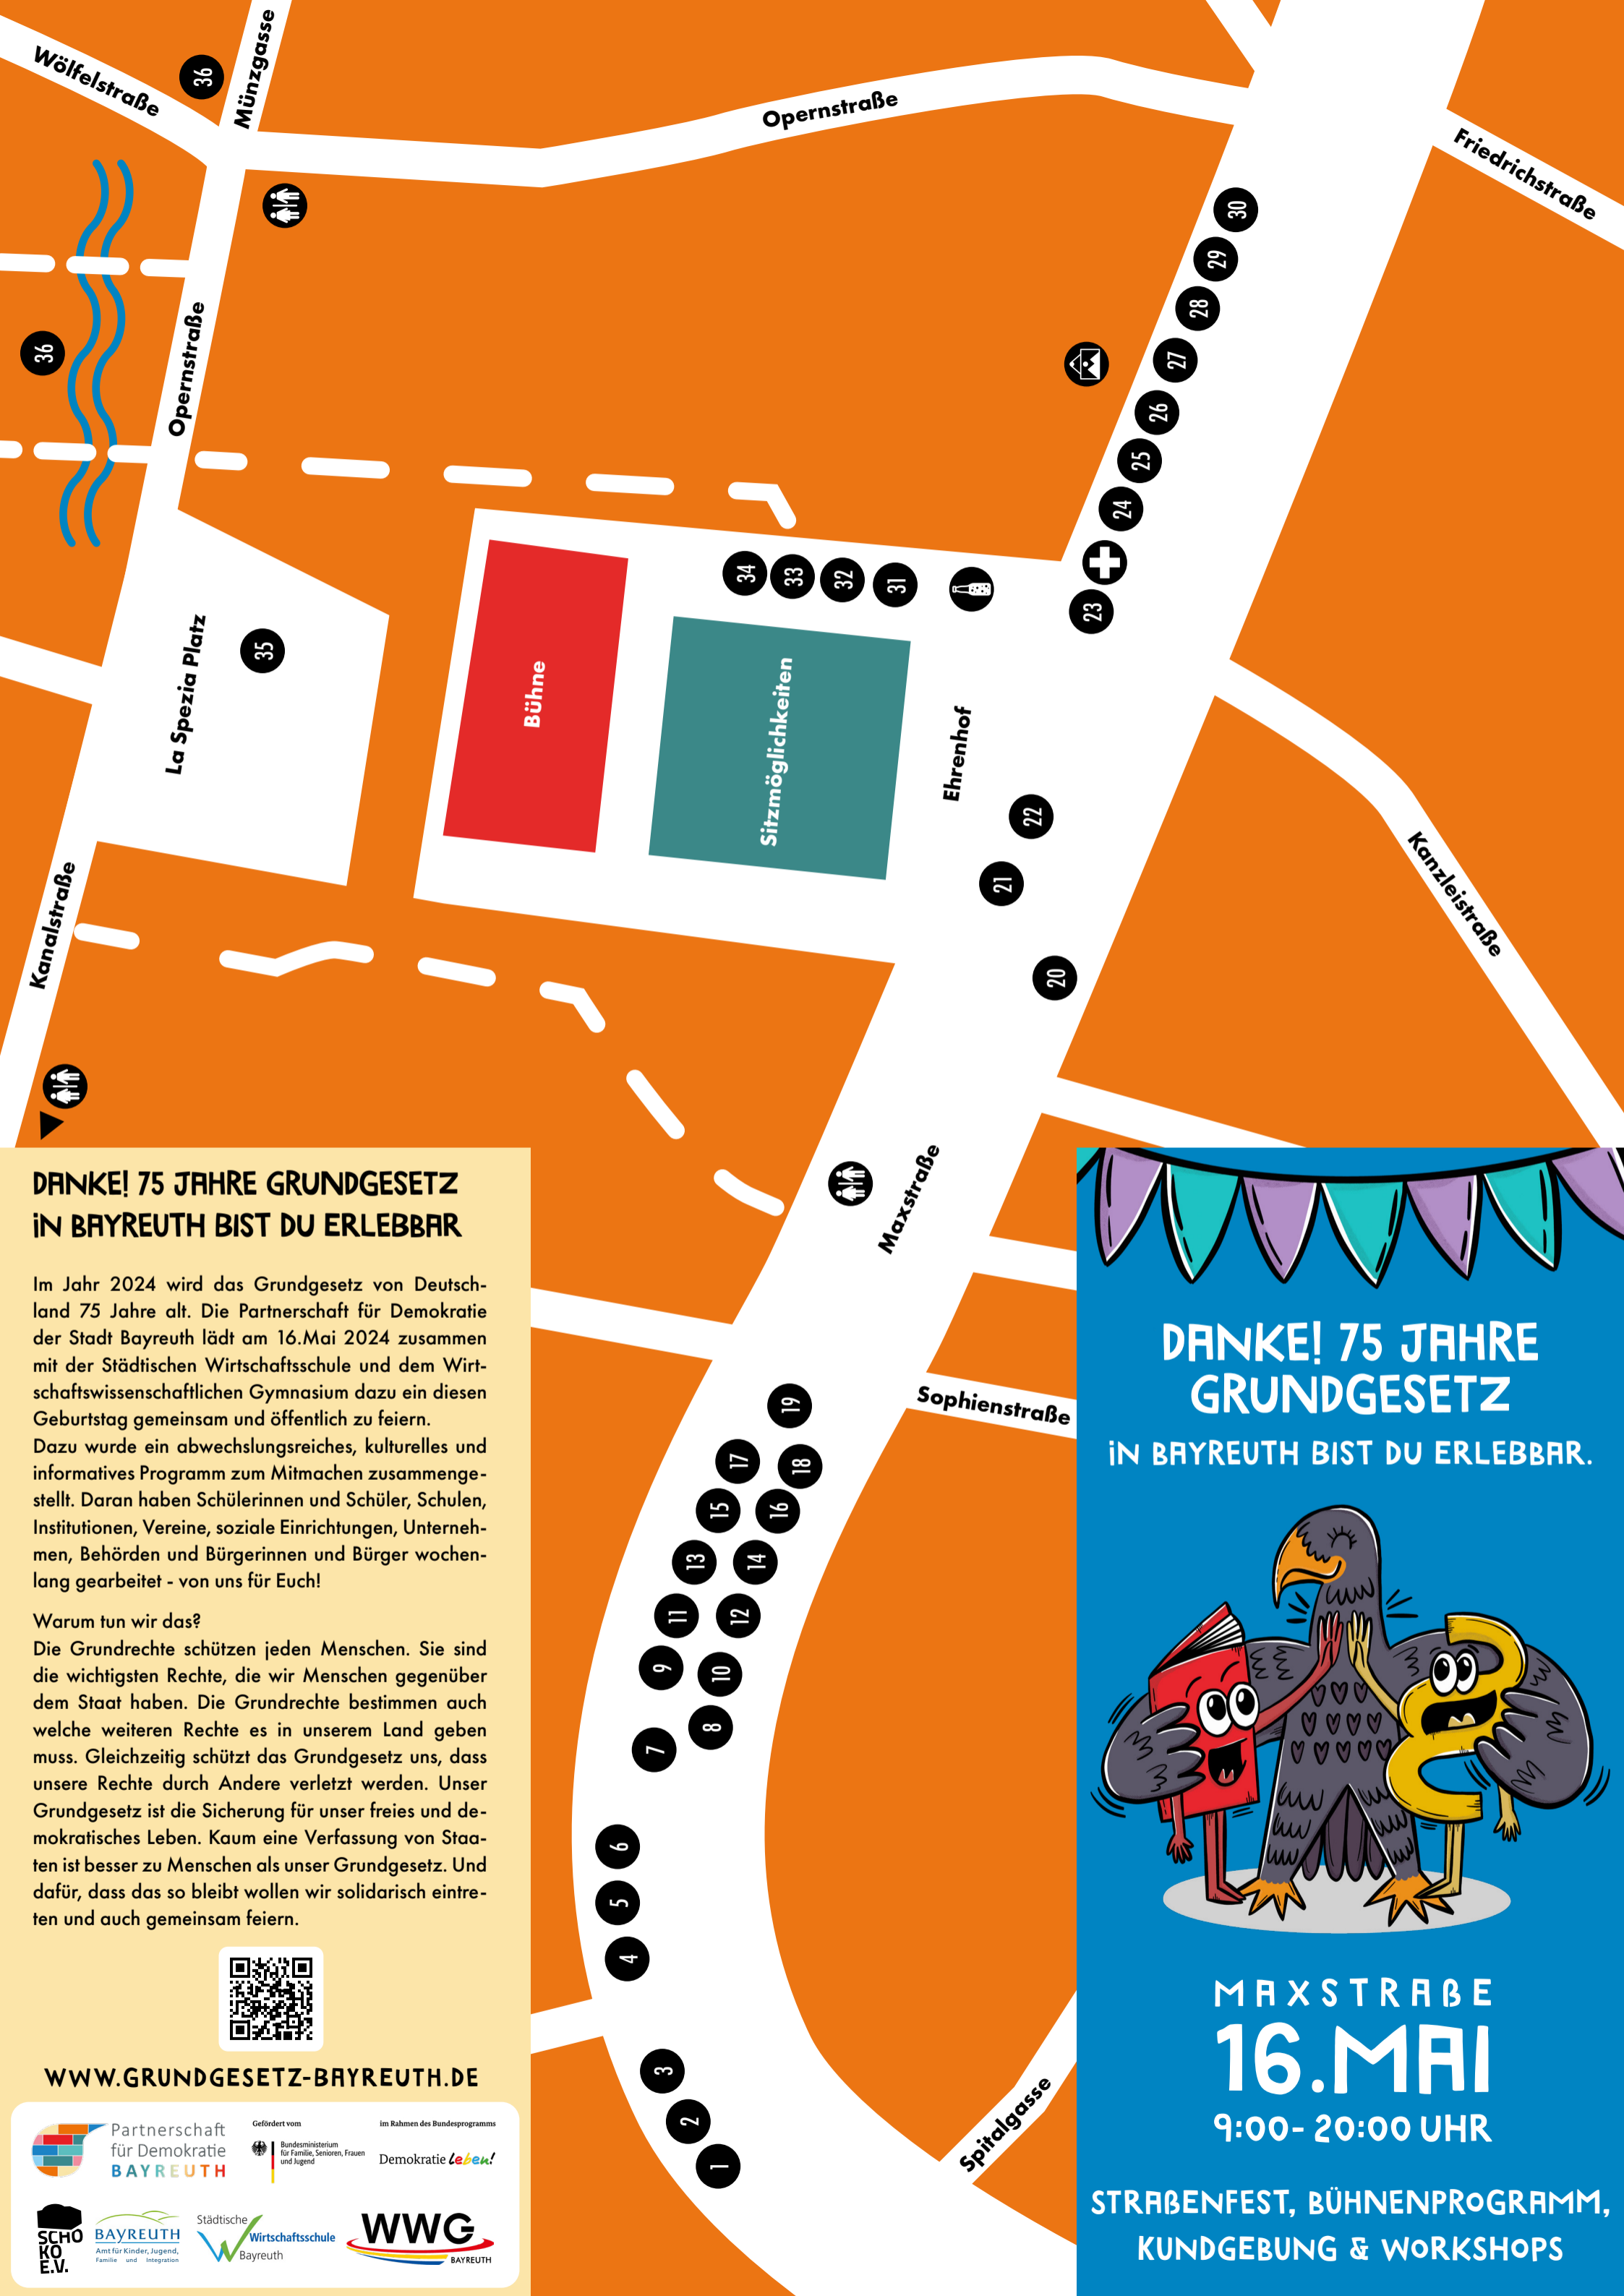 Wölfelstraße
36
Münzgasse
Opernstraße
Friedrichstraße
30
29
28
27
26
25
24
23
36
Opernstraße
34
33
32
31
La Spezia Platz
35
Bühne
Sitzmöglichkeiten
Ehrenhof
22
21
20
Kanalstraße
Kanzleistraße
Maxstraße
Sophienstraße
19
17
18
15
16
13
14
11
12
9
10
8
7
6
5
4
3
2
1
Spitalgasse
DANKE! 75 JAHRE GRUNDGESETZ
IN BAYREUTH BIST DU ERLEBBAR
Im Jahr 2024 wird das Grundgesetz von Deutsch-
land 75 Jahre alt. Die Partnerschaft für Demokratie
der Stadt Bayreuth lädt am 16.Mai 2024 zusammen
mit der Städtischen Wirtschaftsschule und dem Wirt-
schaftswissenschaftlichen Gymnasium dazu ein diesen
Geburtstag gemeinsam und öffentlich zu feiern.
Dazu wurde ein abwechslungsreiches, kulturelles und
informatives Programm zum Mitmachen zusammenge-
stellt. Daran haben Schülerinnen und Schüler, Schulen,
Institutionen, Vereine, soziale Einrichtungen, Unterneh-
men, Behörden und Bürgerinnen und Bürger wochen-
lang gearbeitet - von uns für Euch!
Warum tun wir das?
Die Grundrechte schützen jeden Menschen. Sie sind
die wichtigsten Rechte, die wir Menschen gegenüber
dem Staat haben. Die Grundrechte bestimmen auch
welche weiteren Rechte es in unserem Land geben
muss. Gleichzeitig schützt das Grundgesetz uns, dass
unsere Rechte durch Andere verletzt werden. Unser
Grundgesetz ist die Sicherung für unser freies und de-
mokratisches Leben. Kaum eine Verfassung von Staa-
ten ist besser zu Menschen als unser Grundgesetz. Und
dafür, dass das so bleibt wollen wir solidarisch eintre-
ten und auch gemeinsam feiern.
WWW.GRUNDGESETZ-BAYREUTH.DE
Partnerschaft
für Demokratie
BAYREUTH
Gefördert vom
Bundesministerium
für Familie, Senioren, Frauen
und Jugend
im Rahmen des Bundesprogramms
Demokratie leben!
SCHO
KO
E.V.
BAYREUTH
Amt für Kinder, Jugend,
Familie und Integration
Städtische
Wirtschaftsschule
Bayreuth
WWG
BAYREUTH
DANKE! 75 JAHRE
GRUNDGESETZ
IN BAYREUTH BIST DU ERLEBBAR.
MAXSTRAßE
16.MAI
9:00- 20:00 UHR
STRAßENFEST, BÜHNENPROGRAMM,
KUNDGEBUNG & WORKSHOPS